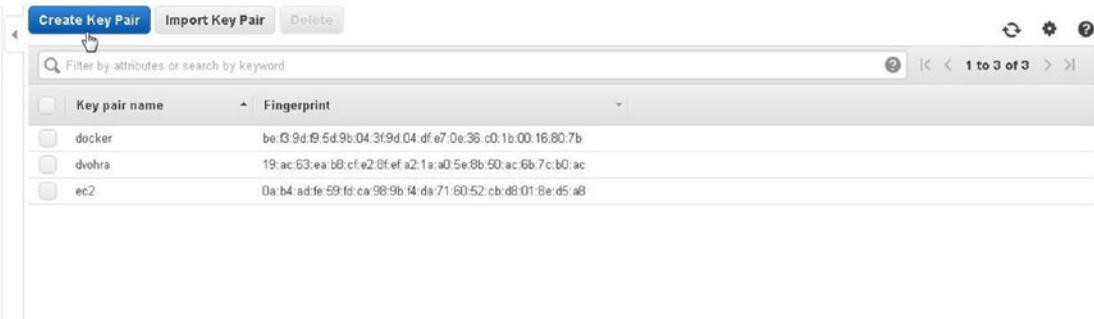 Create Key Pair Import Key Pair Delete
Filter by attributes or search by keyword 1 to 3 of 3
Key pair name Fingerprint
docker be:f3:9d:f9:5d:9b:04:3f:9d:04:df:e7:0e:36:c0:1b:00:16:80:7b
dvohra 19:ac:63:ea:b8:cf:e2:8f:ef:a2:1a:a0:5e:8b:50:ac:6b:7c:b0:ac
ec2 0a:b4:ad:fe:59:fd:ca:98:9b:f4:da:71:60:52:cb:d8:01:8e:d5:a8